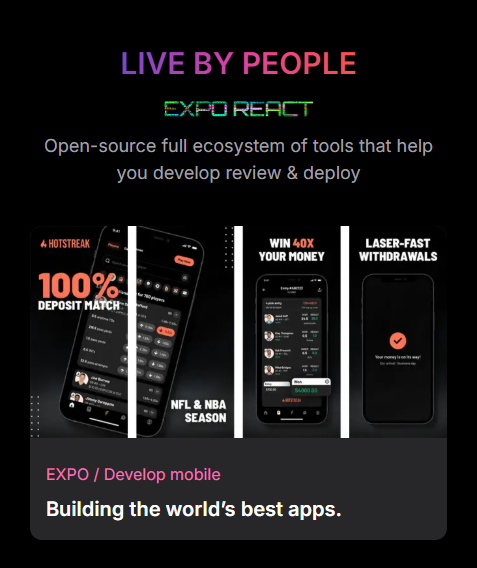 LIVE BY PEOPLE
EXPO REACT
Open-source full ecosystem of tools that help
you develop review & deploy
HOTSTREAK
100%
DEPOSIT MATCH
NFL & NBA
SEASON
WIN 40X
YOUR MONEY
LASER-FAST
WITHDRAWALS
Your money is on its way!
EXPO / Develop mobile
Building the world’s best apps.